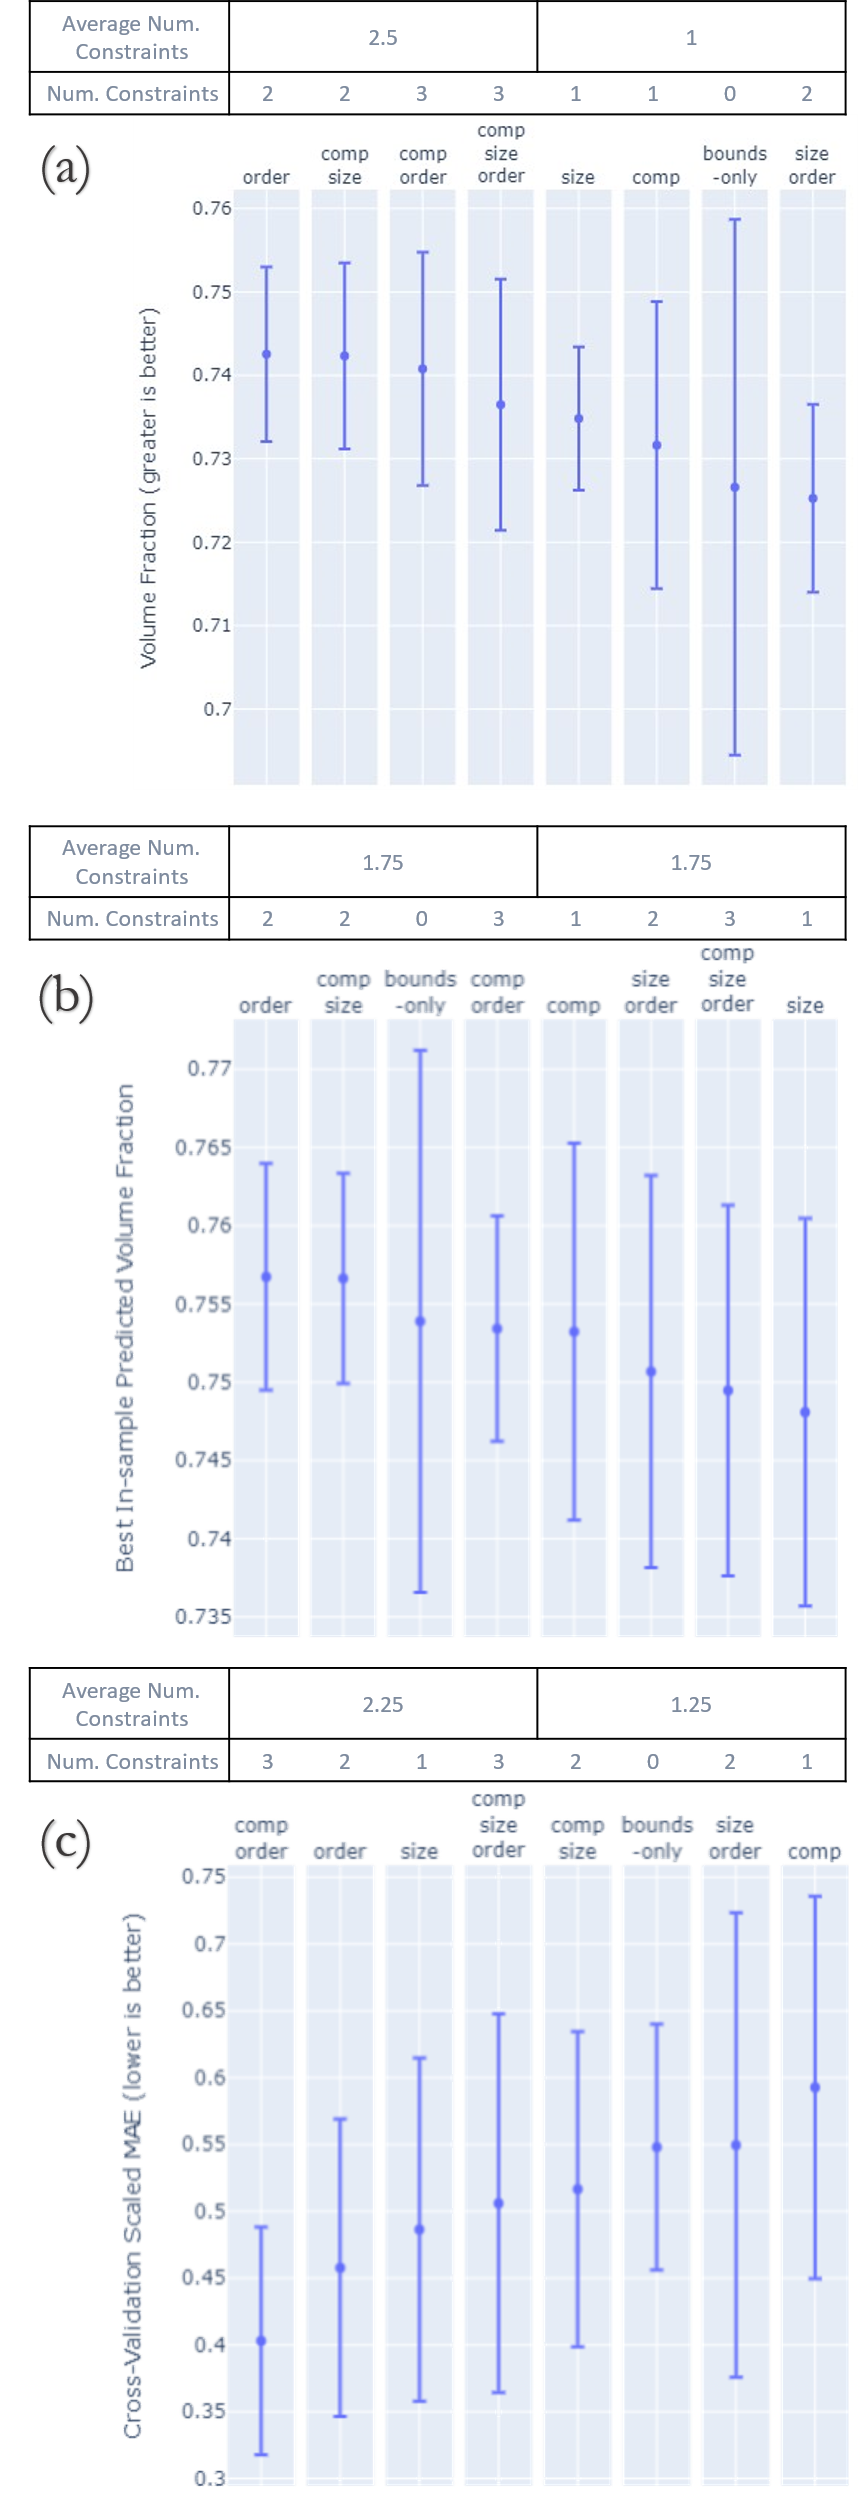 Average Num.
Constraints
2.5
1
Num. Constraints
2
2
3
3
1
1
0
2
(a)
order
comp
size
comp
order
comp
size
order
size
comp
bounds
-only
size
order
0.76
0.75
0.74
0.73
0.72
0.71
0.7
Volume Fraction (greater is better)
Average Num.
Constraints
1.75
1.75
Num. Constraints
2
2
0
3
1
2
3
1
(b)
order
comp
size
bounds
-only
comp
order
comp
size
order
comp
size
order
size
0.77
0.765
0.76
0.755
0.75
0.745
0.74
0.735
Best In-sample Predicted Volume Fraction
Average Num.
Constraints
2.25
1.25
Num. Constraints
3
2
1
3
2
0
2
1
(c)
comp
order
order
size
comp
size
order
comp
size
bounds
-only
size
order
comp
0.75
0.7
0.65
0.6
0.55
0.5
0.45
0.4
0.35
0.3
Cross-Validation Scaled MAE (lower is better)